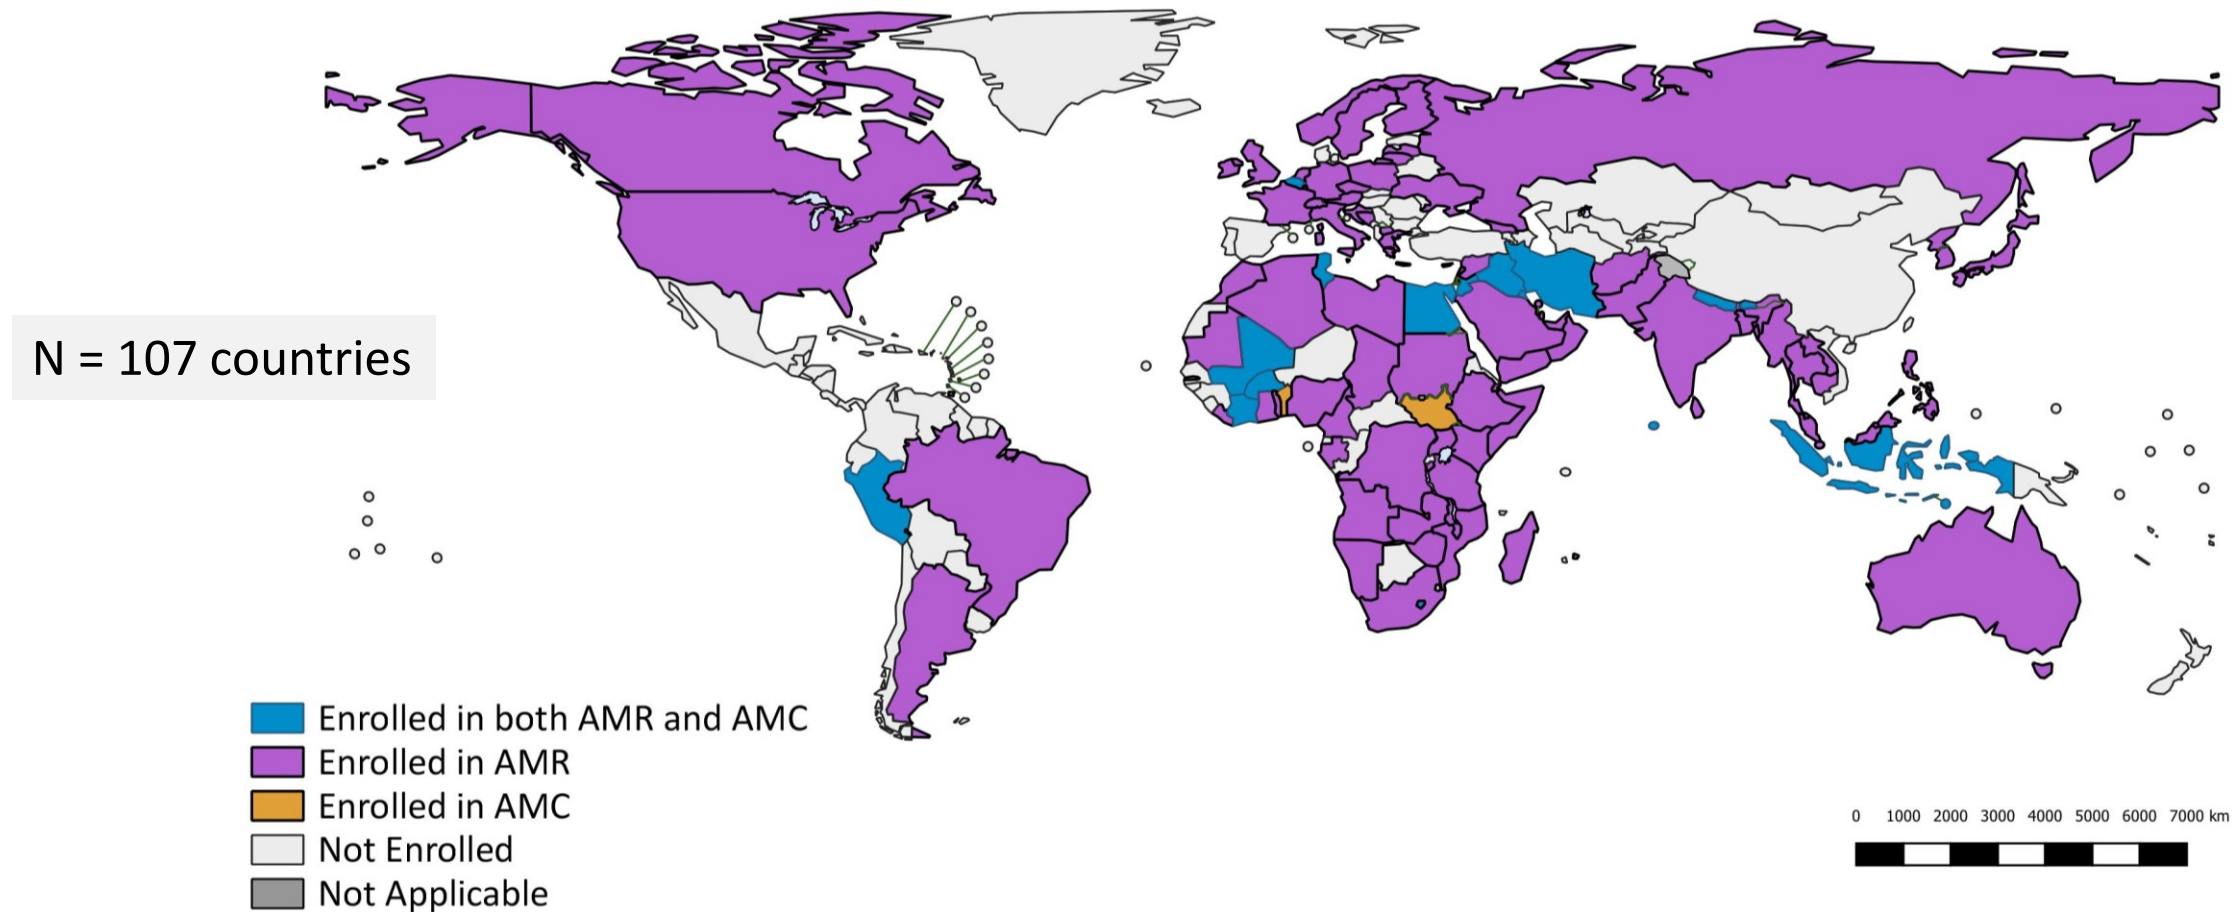 N = 107 countries
Enrolled in both AMR and AMC
Enrolled in AMR
Enrolled in AMC
Not Enrolled
Not Applicable
0 1000 2000 3000 4000 5000 6000 7000 km